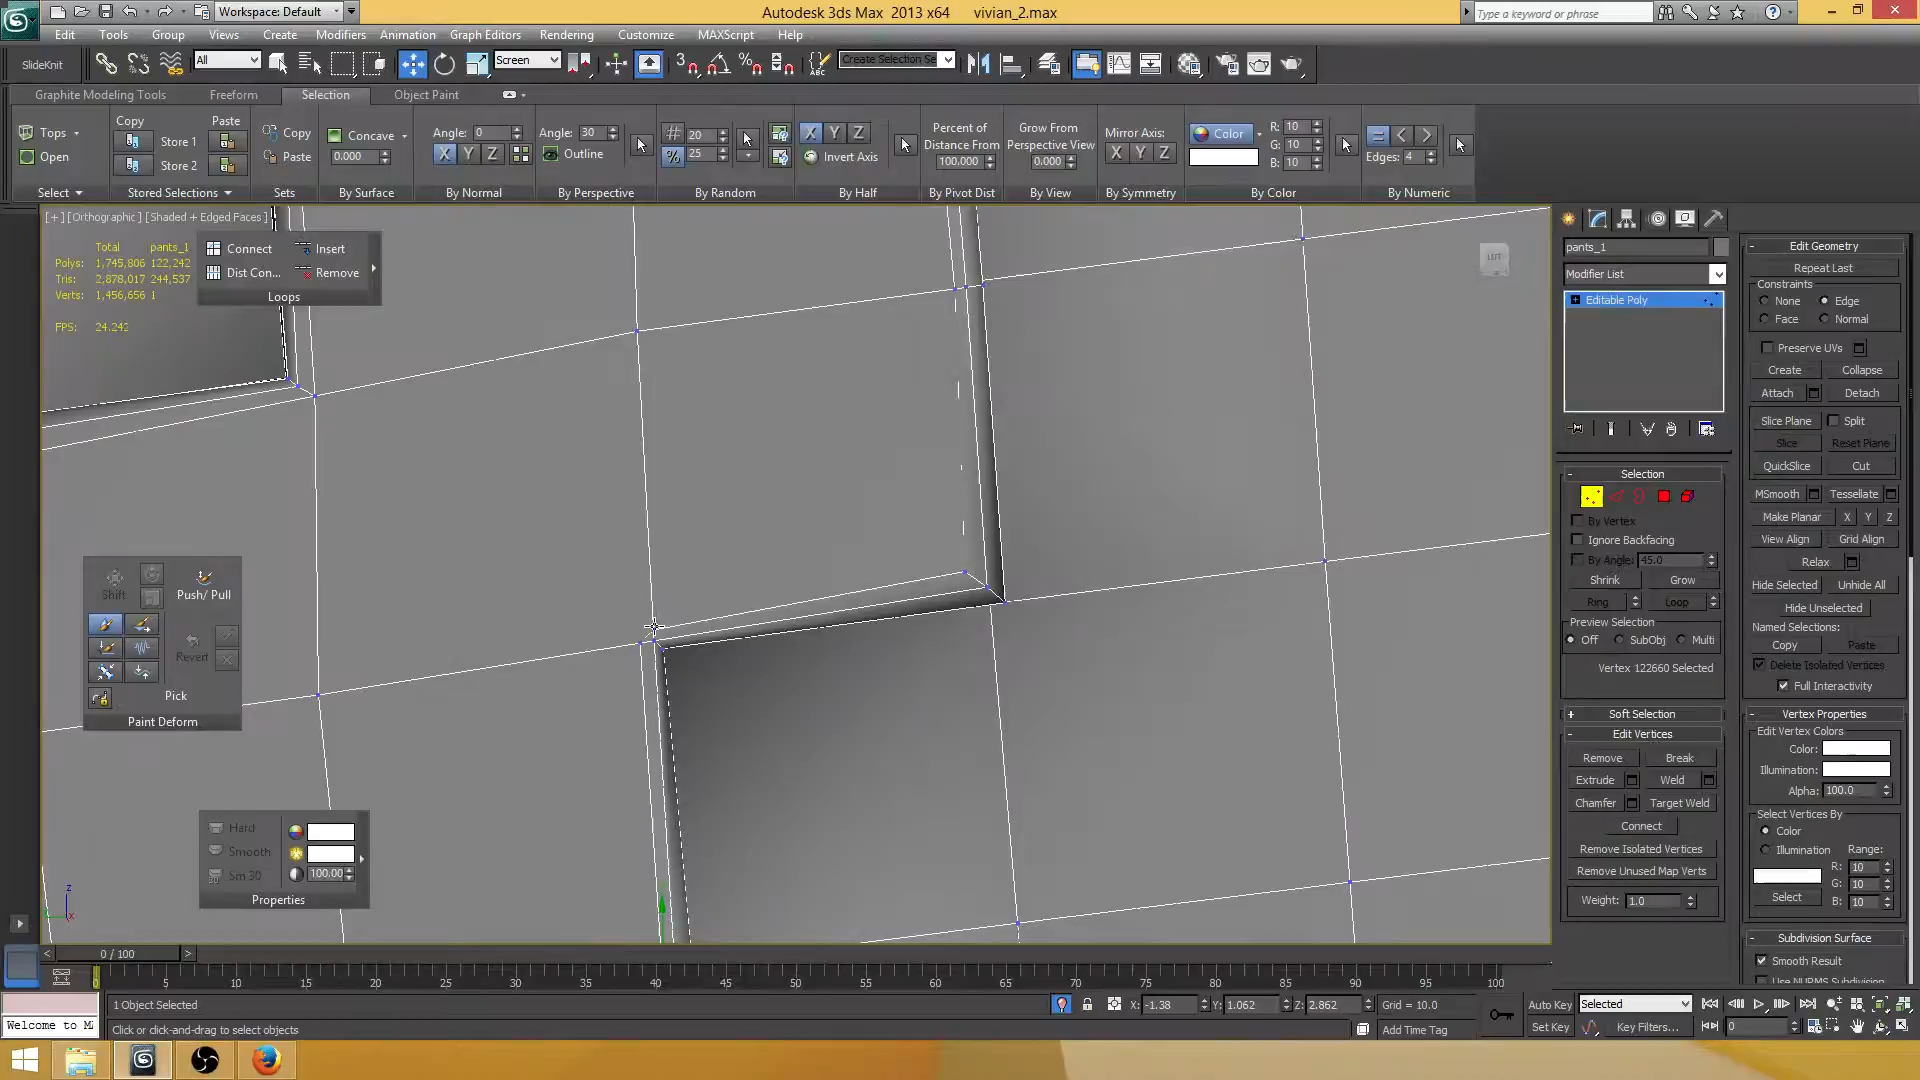 Workspace: Default
Autodesk 3ds Max 2013 x64 vivian_2.max
Type a keyword or phrase
Edit Tools Group Views Create Modifiers Animation Graph Editors Rendering Customize MAXScript Help
SlideKnit All Screen 3 Create Selection Se
Graphite Modeling Tools Freeform Selection Object Paint
Copy Paste
Tops Store 1 Copy Concave Angle: 0 Angle: 30 # 20 X Y Z Percent of Grow From Mirror Axis: Color R: 10
Distance From Perspective View G: 10
Open Store 2 Paste 0.000 X Y Z Outline % 25 Invert Axis 100.000 0.000 X Y Z B: 10 Edges: 4
Select Stored Selections Sets By Surface By Normal By Perspective By Random By Half By Pivot Dist By View By Symmetry By Color By Numeric
[+] [Orthographic] [Shaded + Edged Faces]
Total pants_1
Polys: 1,745,806 122,242
Tris: 2,878,017 244,537
Verts: 1,456,656 1
FPS: 24.242
Connect Insert
Dist Con... Remove
Loops
LEFT
Shift Push/ Pull
Revert
Pick
Paint Deform
Hard
Smooth
Sm 30 100.00
Properties
z
x
pants_1
Modifier List
Editable Poly
Selection
By Vertex
Ignore Backfacing
By Angle: 45.0
Shrink Grow
Ring Loop
Preview Selection
Off SubObj Multi
Vertex 122660 Selected
Soft Selection
Edit Vertices
Remove Break
Extrude Weld
Chamfer Target Weld
Connect
Remove Isolated Vertices
Remove Unused Map Verts
Weight: 1.0
Edit Geometry
Repeat Last
Constraints
None Edge
Face Normal
Preserve UVs
Create Collapse
Attach Detach
Slice Plane Split
Slice Reset Plane
QuickSlice Cut
MSmooth Tessellate
Make Planar X Y Z
View Align Grid Align
Relax
Hide Selected Unhide All
Hide Unselected
Named Selections:
Copy Paste
Delete Isolated Vertices
Full Interactivity
Vertex Properties
Edit Vertex Colors
Color:
Illumination:
Alpha: 100.0
Select Vertices By
Color
Illumination Range:
R: 10
G: 10
Select B: 10
Subdivision Surface
Smooth Result
Use NURMS Subdivision
< 0 / 100 >
0 5 10 15 20 25 30 35 40 45 50 55 60 65 70 75 80 85 90 95 100
1 Object Selected X: -1.38 Y: 1.062 Z: 2.862 Grid = 10.0 Auto Key Selected
Welcome to Click or click-and-drag to select objects Add Time Tag Set Key Key Filters... 0